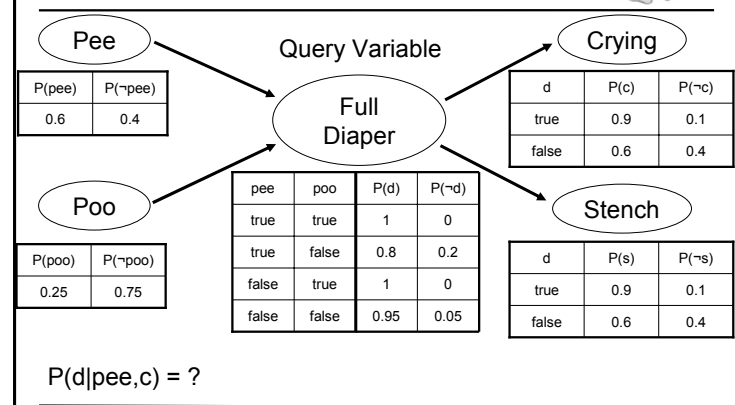 Pee
Query Variable
Crying
P(pee) P(¬pee)
0.6 0.4
Full
Diaper
d P(c) P(¬c)
true 0.9 0.1
false 0.6 0.4
Poo
P(poo) P(¬poo)
0.25 0.75
pee poo P(d) P(¬d)
true true 1 0
true false 0.8 0.2
false true 1 0
false false 0.95 0.05
Stench
d P(s) P(¬s)
true 0.9 0.1
false 0.6 0.4
P(d|pee,c) = ?